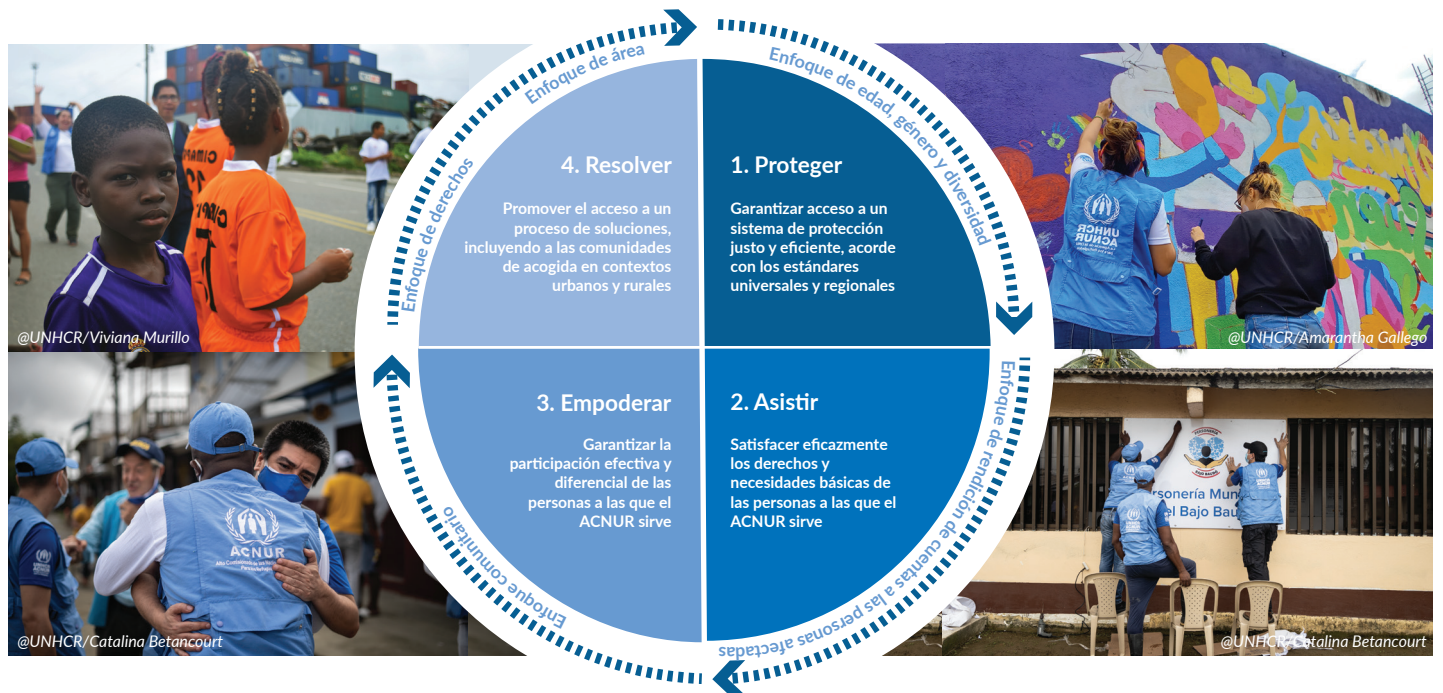 Enfoque de área
Enfoque de edad, género y diversidad
Enfoque de derechos
4. Resolver
Promover el acceso a un
proceso de soluciones,
incluyendo a las comunidades
de acogida en contextos
urbanos y rurales
1. Proteger
Garantizar acceso a un
sistema de protección
justo y eficiente, acorde
con los estándares
universales y regionales
UNHCR
ACNUR
@UNHCR/Viviana Murillo
@UNHCR/Amarantha Gallego
3. Empoderar
Garantizar la
participación efectiva y
diferencial de las
personas a las que el
ACNUR sirve
2. Asistir
Satisfacer eficazmente
los derechos y
necesidades básicas de
las personas a las que el
ACNUR sirve
Enfoque de rendición de cuentas a las personas afectadas
Enfoque comunitario
ACNUR
rsonería Mun
el Bajo Bau
@UNHCR/Catalina Betancourt
@UNHCR/Catalina Betancourt